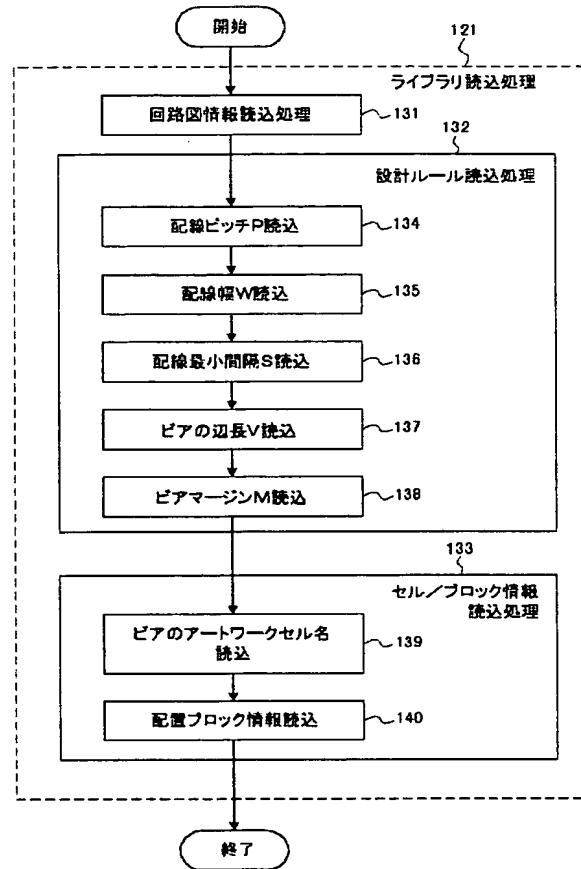 開始
121
ライブラリ読込処理
回路図情報読込処理
131
132
設計ルール読込処理
配線ピッチP読込
134
配線幅W読込
135
配線最小間隔S読込
136
ビアの辺長V読込
137
ビアマージンM読込
138
133
セル／ブロック情報
読込処理
ビアのアートワークセル名
読込
139
配置ブロック情報読込
140
終了